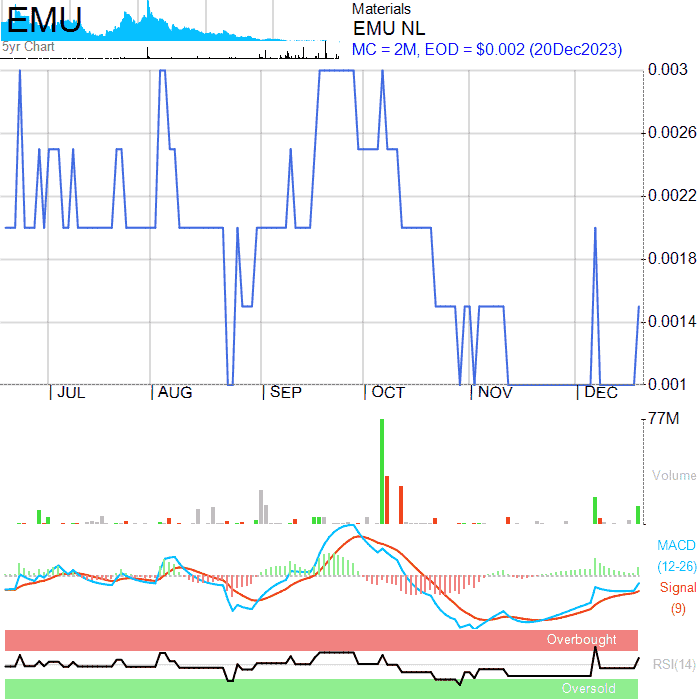 EMU
5yr Chart
Materials
EMU NL
MC = 2M, EOD = $0.002 (20Dec2023)
0.003
0.0026
0.0022
0.0018
0.0014
0.001
JUL AUG SEP OCT NOV DEC
77M
Volume
MACD
(12-26)
Signal
(9)
Overbought
RSI(14)
Oversold